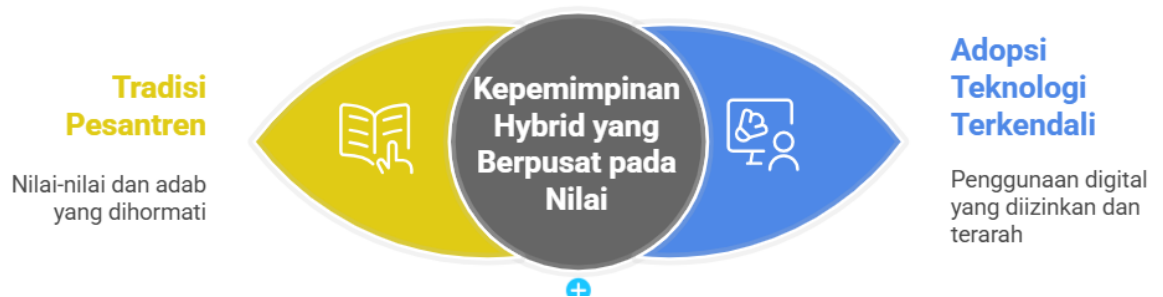 Tradisi
Pesantren
Nilai-nilai dan adab
yang dihormati
Kepemimpinan
Hybrid yang
Berpusat pada
Nilai
Adopsi
Teknologi
Terkendali
Penggunaan digital
yang diizinkan dan
terarah